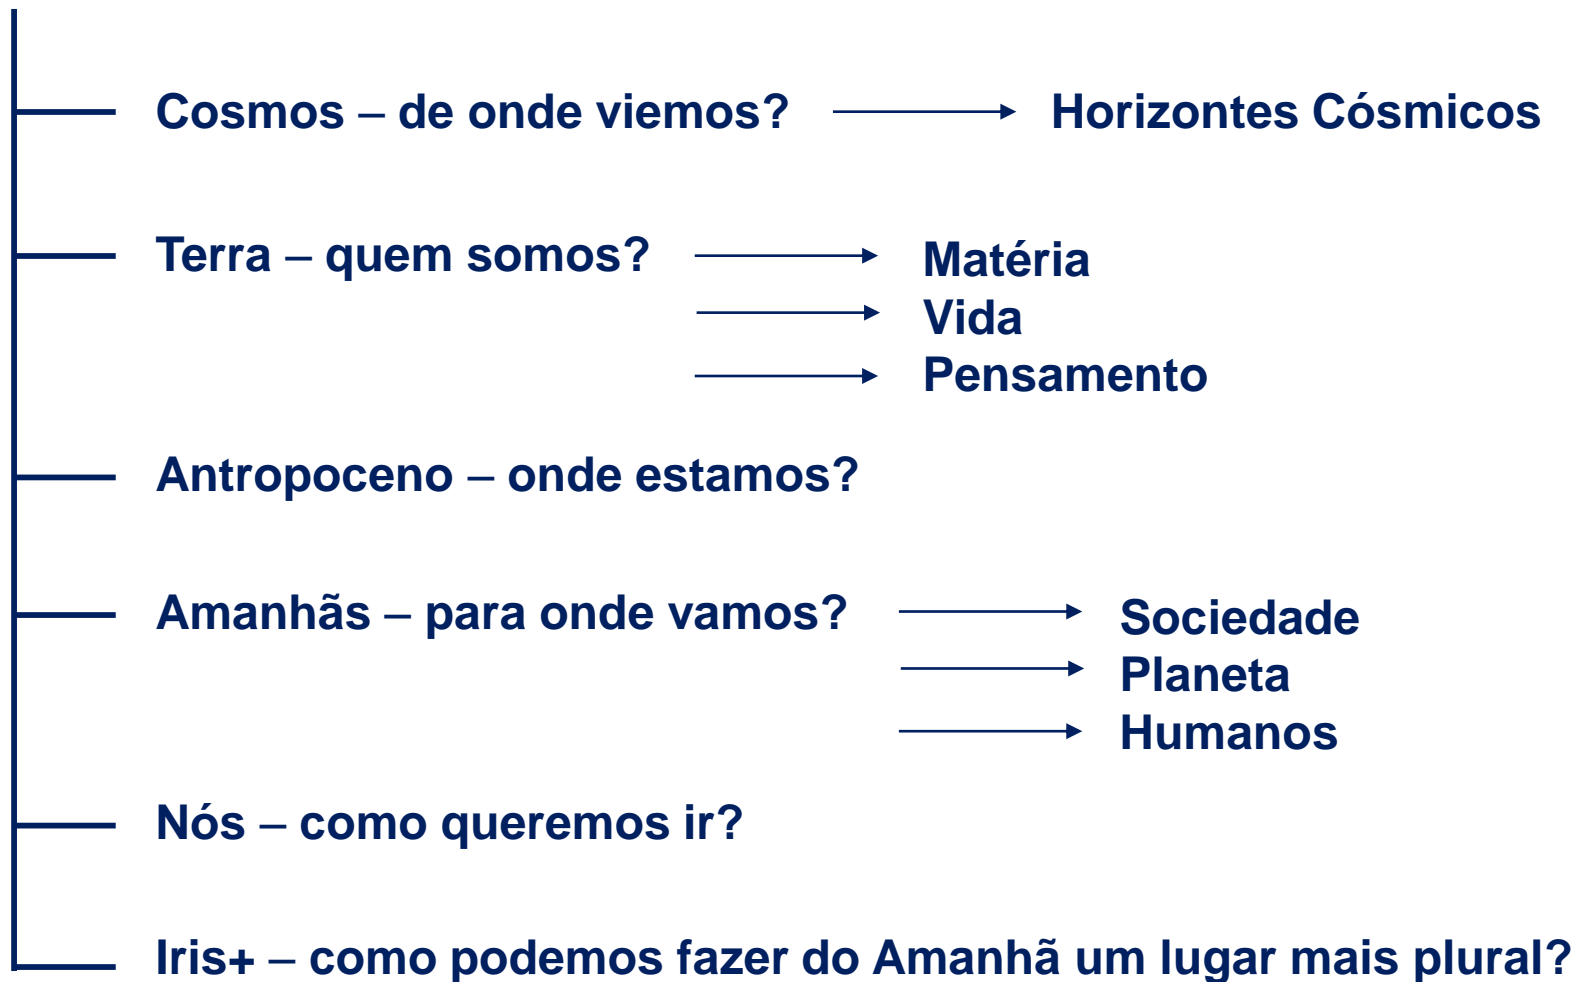 Cosmos – de onde viemos? Horizontes Cósmicos
Terra – quem somos? Matéria
Vida
Pensamento
Antropoceno – onde estamos?
Amanhãs – para onde vamos? Sociedade
Planeta
Humanos
Nós – como queremos ir?
Iris+ – como podemos fazer do Amanhã um lugar mais plural?